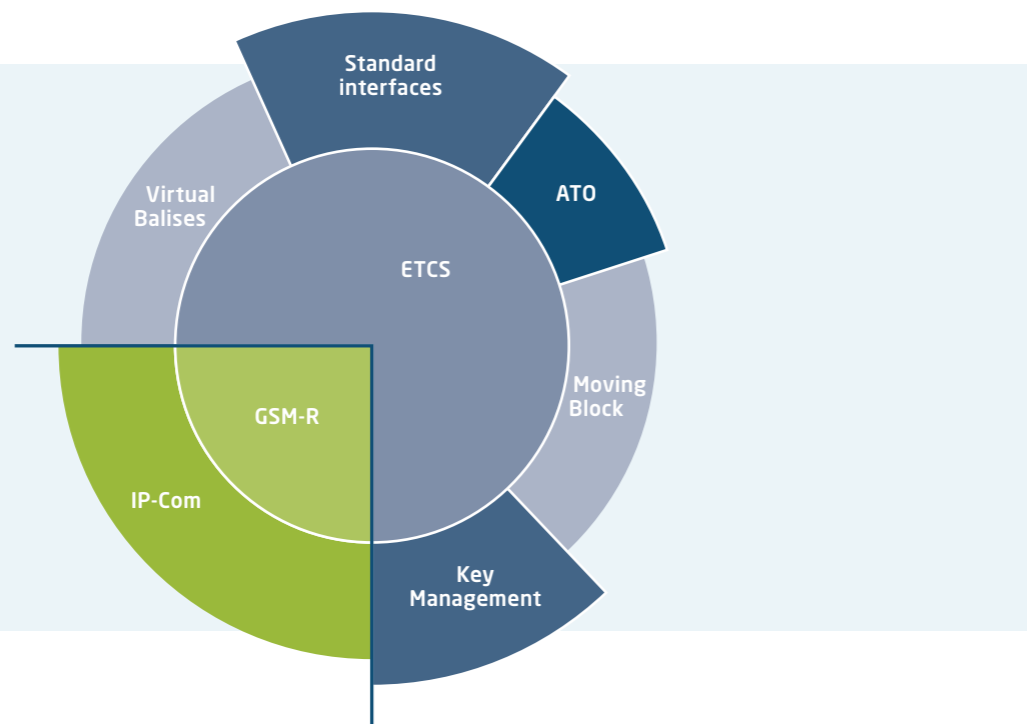 Standard
interfaces
Virtual
Balises
ATO
ETCS
Moving
Block
GSM-R
IP-Com
Key
Management